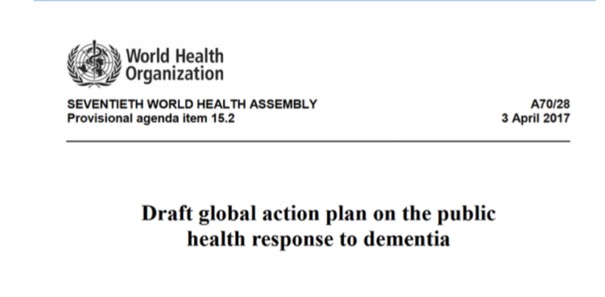 World Health
Organization
SEVENTIETH WORLD HEALTH ASSEMBLY A70/28
Provisional agenda item 15.2 3 April 2017
Draft global action plan on the public
health response to dementia